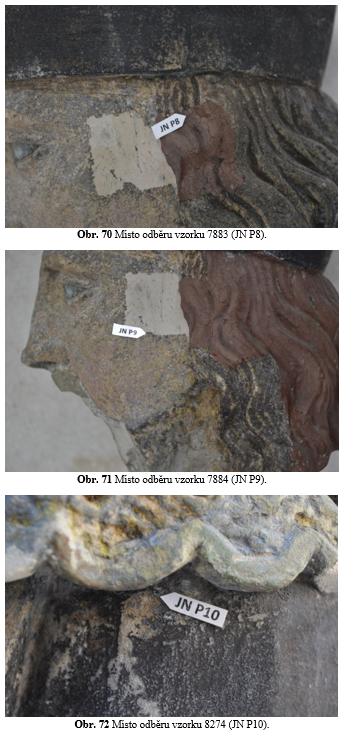 JN P8
Obr. 70 Místo odběru vzorku 7883 (JN P8).
JN P9
Obr. 71 Místo odběru vzorku 7884 (JN P9).
JN P10
Obr. 72 Místo odběru vzorku 8274 (JN P10).